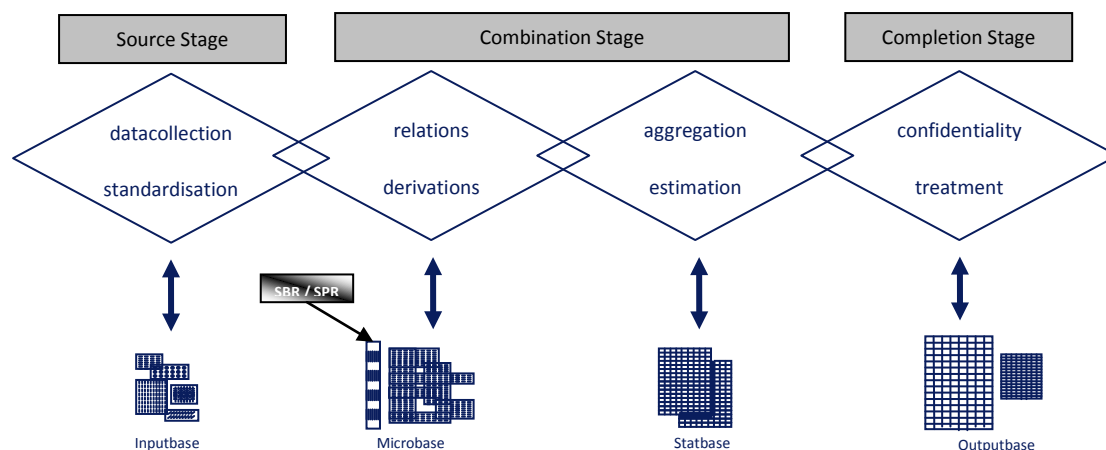 Source Stage
Combination Stage
Completion Stage
datacollection
standardisation
relations
derivations
aggregation
estimation
confidentiality
treatment
SBR / SPR
Inputbase
Microbase
Statbase
Outputbase